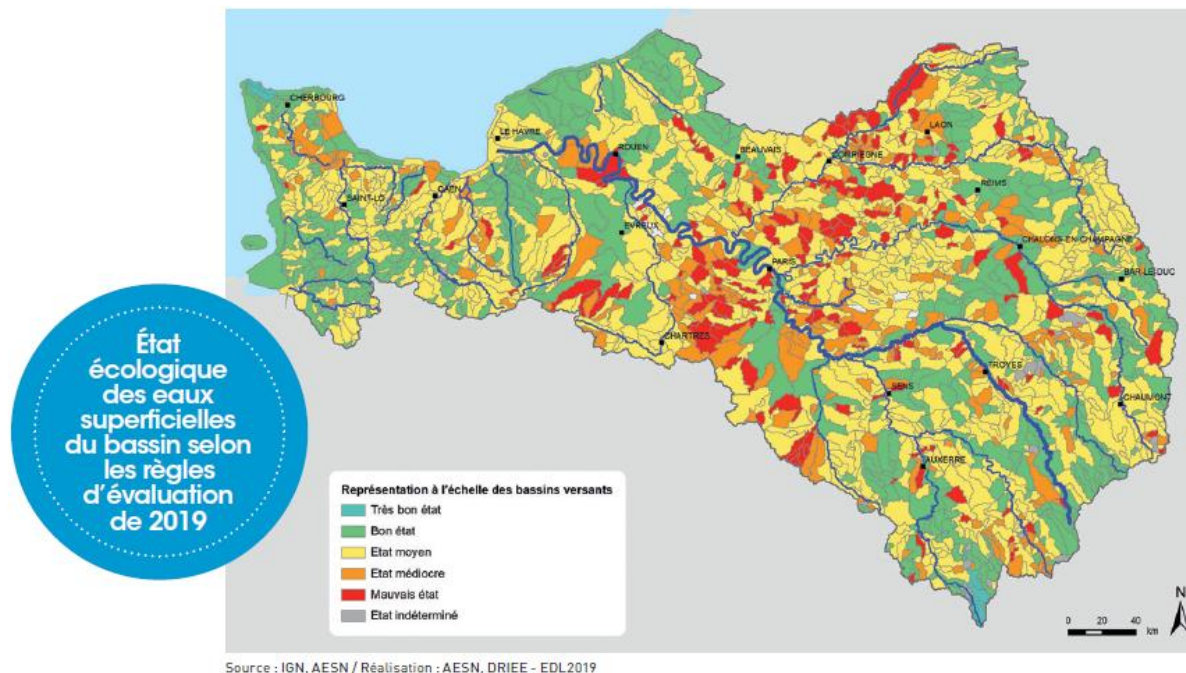 État
écologique
des eaux
superficielles
du bassin selon
les règles
d'évaluation
de 2019
CHERBOURG
LE HAVRE
ROUEN
BEAUVAIS
COMPIEGNE
LAON
REIMS
SAINT-LO
CAEN
EVREUX
CHALONS-EN-CHAMPAGNE
PARIS
BAR-LE-DUC
CHARTRES
TROYES
SENS
CHAUMONT
AUXERRE
Représentation à l'échelle des bassins versants
Très bon état
Bon état
Etat moyen
Etat médiocre
Mauvais état
Etat indéterminé
N
0 20 40
km
Source : IGN, AESN / Réalisation : AESN, DRIEE - EDL2019